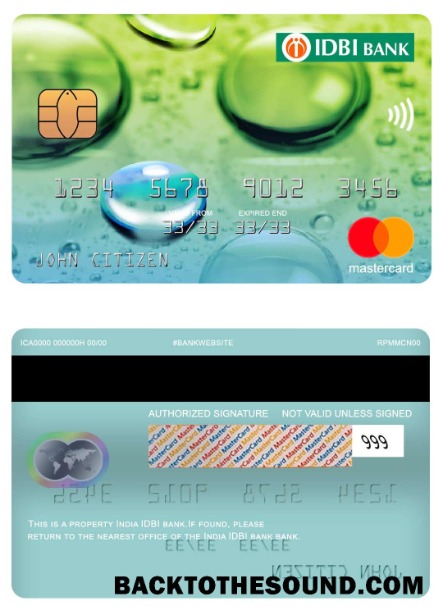 IDBI BANK
1234 5678 9012 3456
FROM EXPIRED END
33/33 33/33
JOHN CITIZEN
mastercard
ICA0000 000000H 00/00 #BANKWEBSITE RPMMCN00
AUTHORIZED SIGNATURE NOT VALID UNLESS SIGNED
999
THIS IS A PROPERTY INDIA IDBI BANK.IF FOUND, PLEASE
RETURN TO THE NEAREST OFFICE OF THE INDIA IDBI BANK BANK.
BACKTOTHESOUND.COM